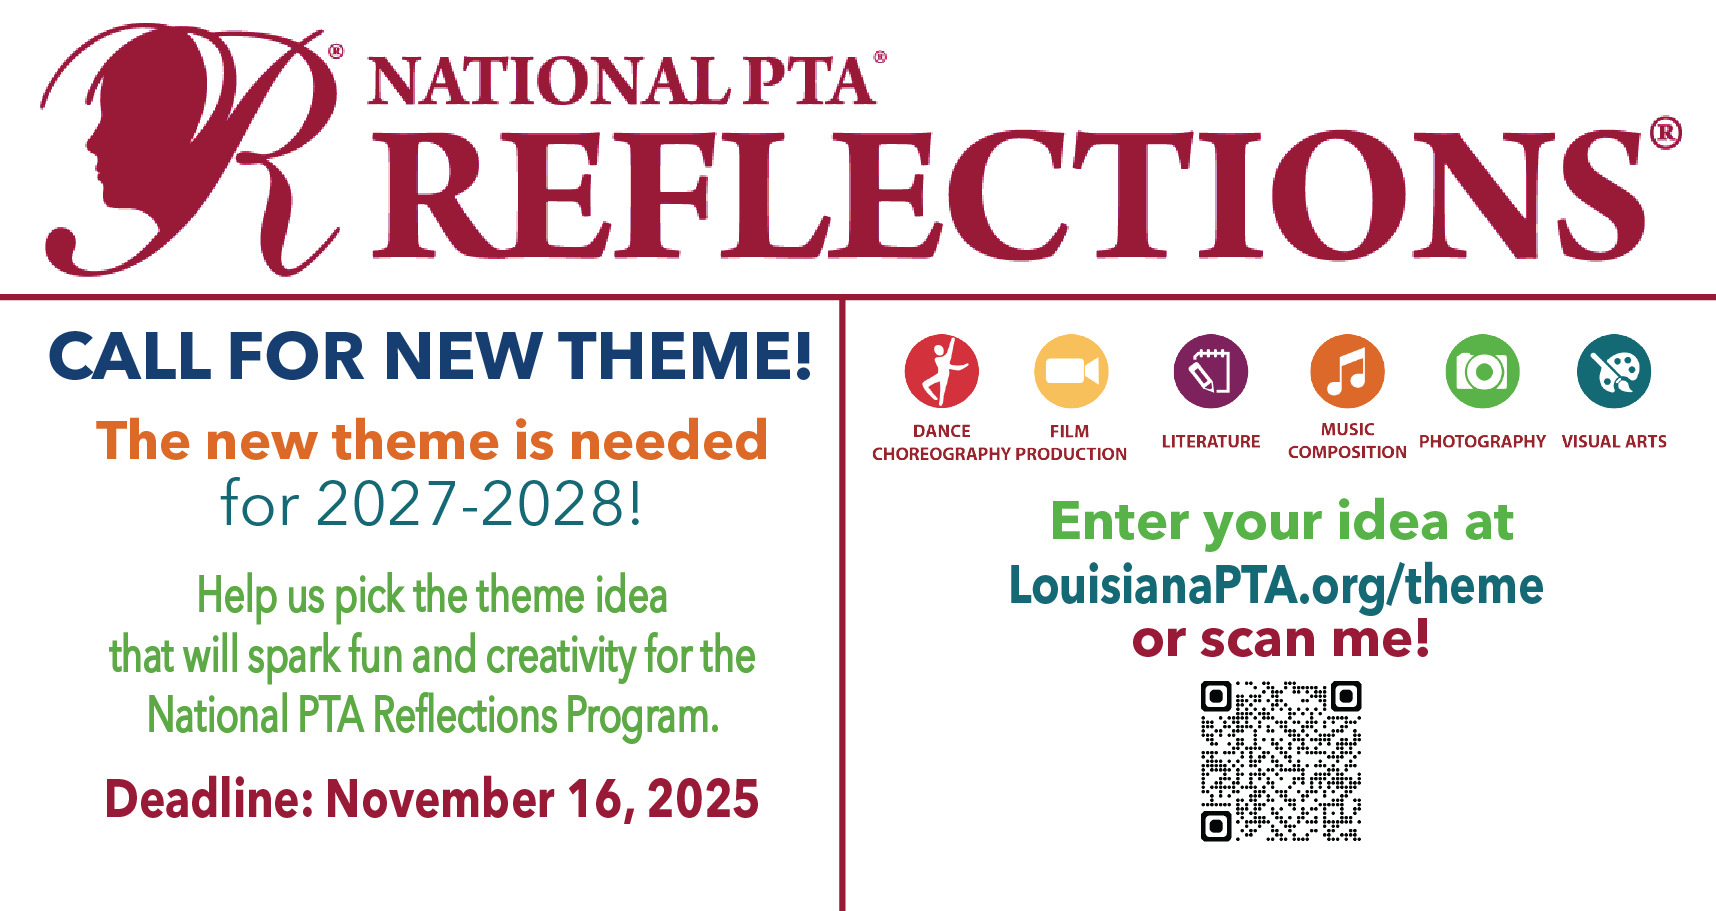 NATIONAL PTA®
REFLECTIONS®
CALL FOR NEW THEME!
The new theme is needed
for 2027-2028!
Help us pick the theme idea
that will spark fun and creativity for the
National PTA Reflections Program.
Deadline: November 16, 2025
DANCE
CHOREOGRAPHY
FILM
PRODUCTION
LITERATURE
MUSIC
COMPOSITION
PHOTOGRAPHY
VISUAL ARTS
Enter your idea at
LouisianaPTA.org/theme
or scan me!